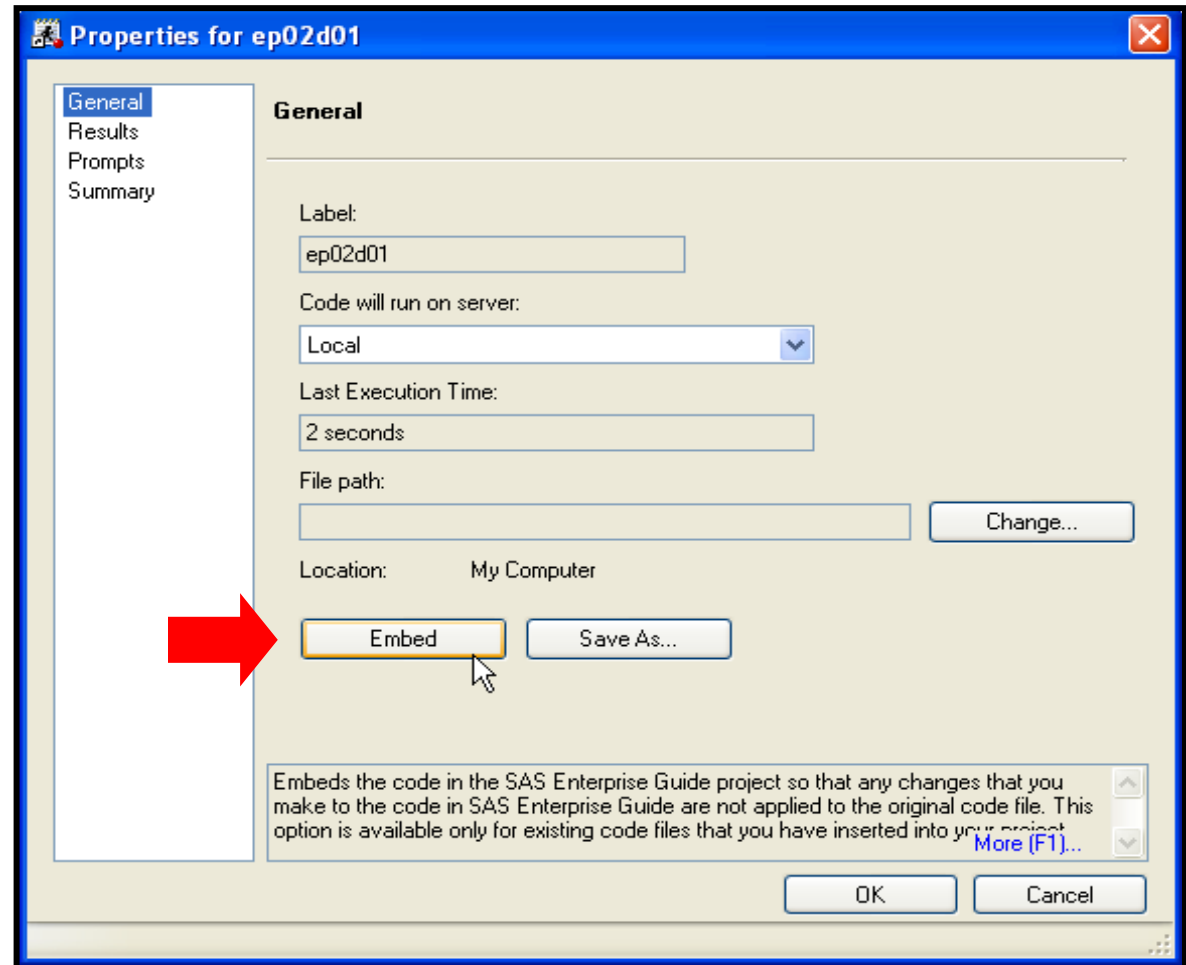 Properties for ep02d01
General
Results
Prompts
Summary
General
Label:
ep02d01
Code will run on server:
Local
Last Execution Time:
2 seconds
File path:
Change...
Location: My Computer
Embed Save As...
Embeds the code in the SAS Enterprise Guide project so that any changes that you
make to the code in SAS Enterprise Guide are not applied to the original code file. This
option is available only for existing code files that you have inserted into your project
More (F1)...
OK Cancel